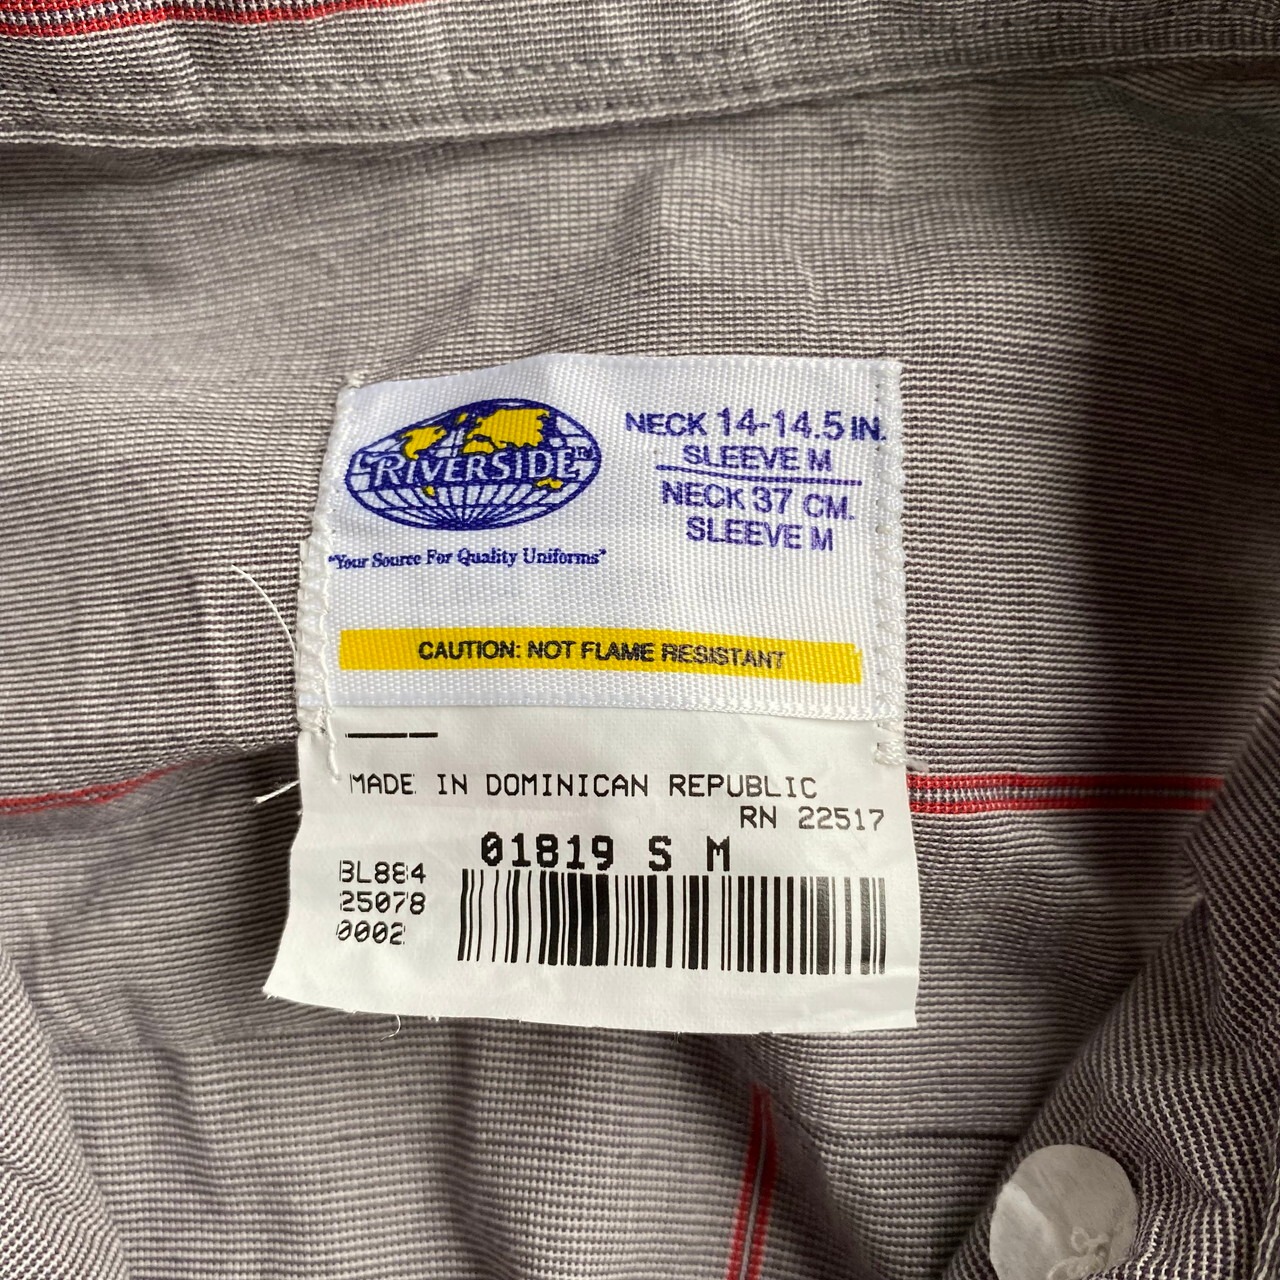 RIVERSIDE™
"Your Source For Quality Uniforms"
NECK 14-14.5 IN.
SLEEVE M
NECK 37 CM.
SLEEVE M
CAUTION: NOT FLAME RESISTANT
MADE IN DOMINICAN REPUBLIC
RN 22517
01819 S M
BL884
25078
0002